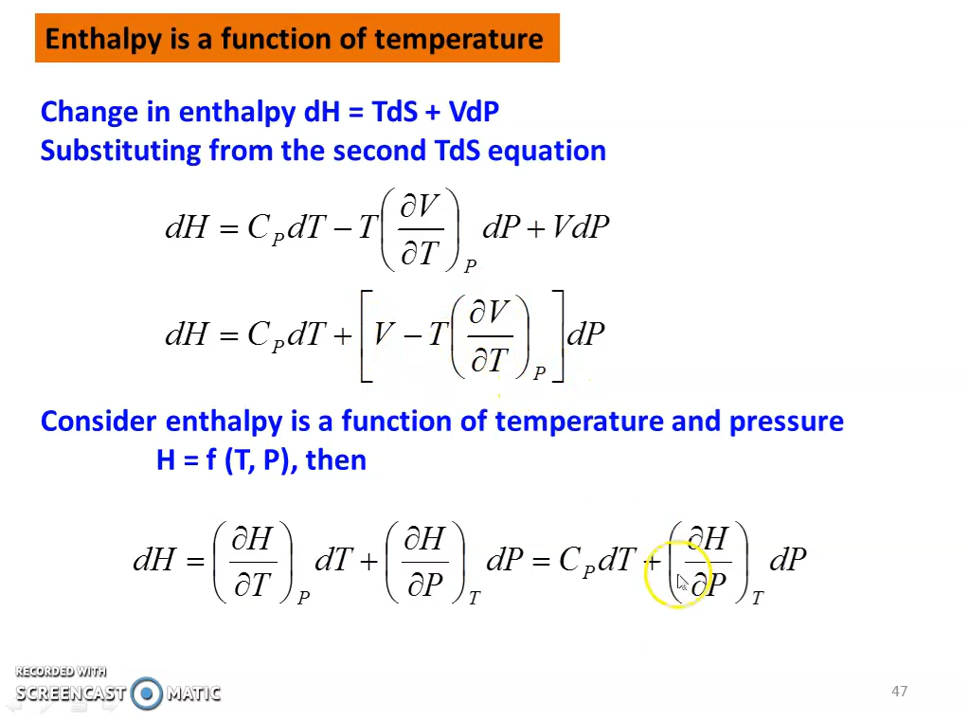 Enthalpy is a function of temperature
Change in enthalpy dH = TdS + VdP
Substituting from the second TdS equation
dH = C_P dT − T (∂V/∂T)_P dP + VdP
dH = C_P dT + [V − T (∂V/∂T)_P] dP
Consider enthalpy is a function of temperature and pressure
H = f (T, P), then
dH = (∂H/∂T)_P dT + (∂H/∂P)_T dP = C_P dT + (∂H/∂P)_T dP
RECORDED WITH
SCREENCAST MATIC
47